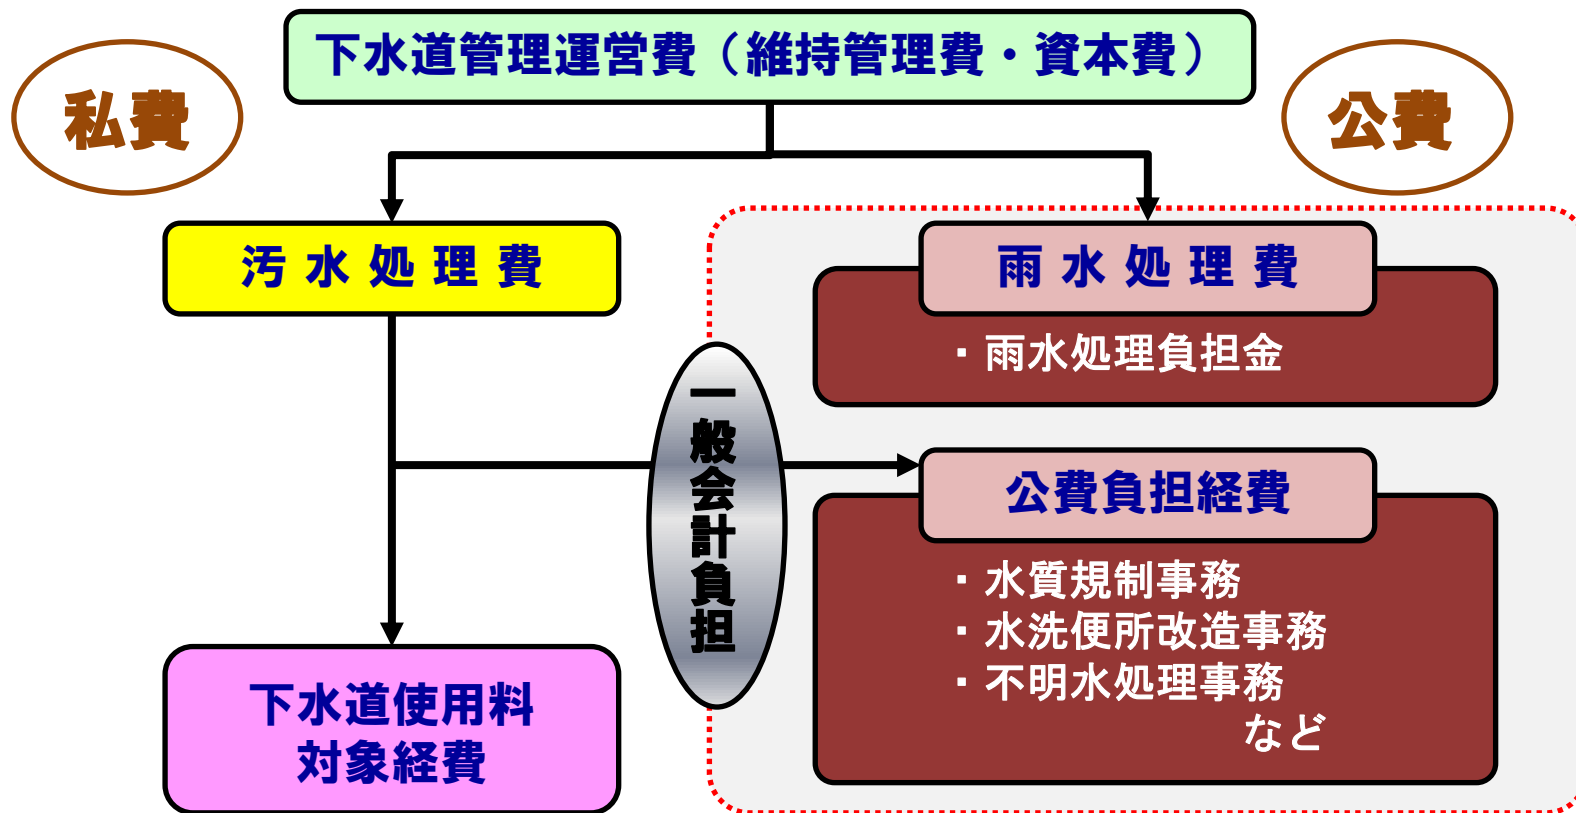 下水道管理運営費（維持管理費・資本費）
私費
公費
汚水処理費
雨水処理費
・雨水処理負担金
一般会計負担
公費負担経費
・水質規制事務
・水洗便所改造事務
・不明水処理事務
など
下水道使用料
対象経費